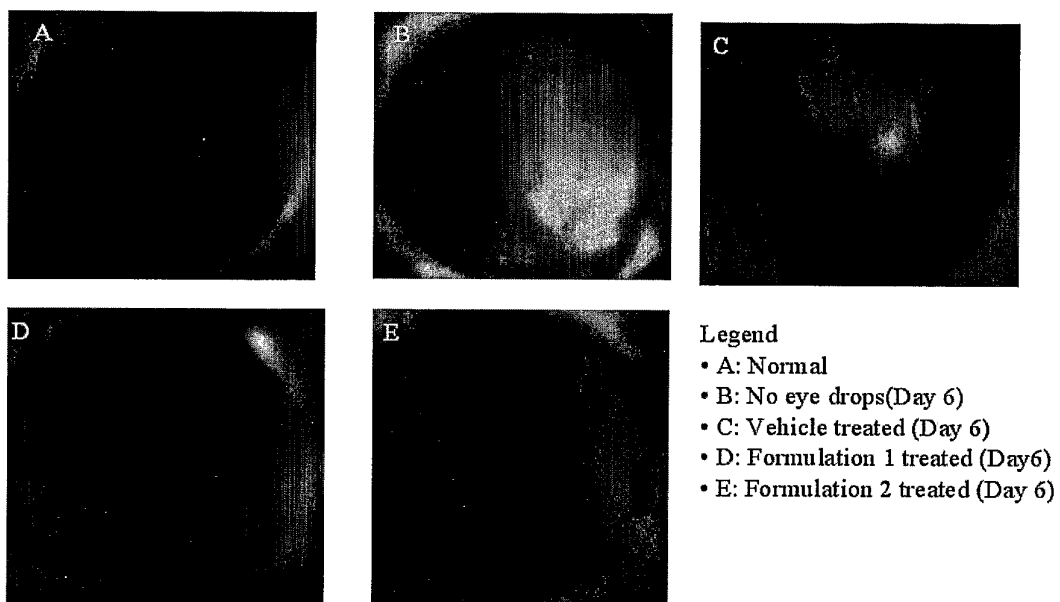 A
B
C
D
E
Legend
• A: Normal
• B: No eye drops(Day 6)
• C: Vehicle treated (Day 6)
• D: Formulation 1 treated (Day6)
• E: Formulation 2 treated (Day 6)